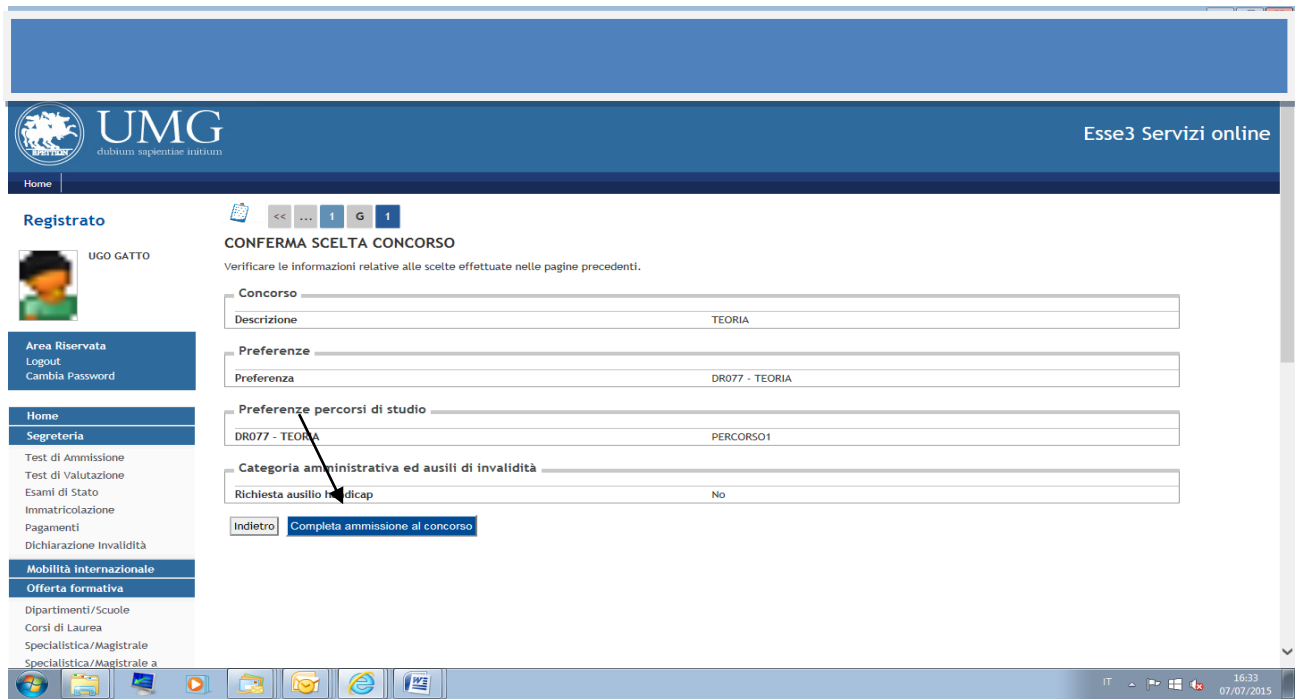 UMG
dubium sapientiae initium
Esse3 Servizi online
Home
Registrato
UGO GATTO
Area Riservata
Logout
Cambia Password
Home
Segreteria
Test di Ammissione
Test di Valutazione
Esami di Stato
Immatricolazione
Pagamenti
Dichiarazione Invalidità
Mobilità internazionale
Offerta formativa
Dipartimenti/Scuole
Corsi di Laurea
Specialistica/Magistrale
Specialistica/Magistrale a
<< ... 1 G 1
CONFERMA SCELTA CONCORSO
Verificare le informazioni relative alle scelte effettuate nelle pagine precedenti.
Concorso
Descrizione TEORIA
Preferenze
Preferenza DR077 - TEORIA
Preferenze percorsi di studio
DR077 - TEORIA PERCORSO1
Categoria amministrativa ed ausili di invalidità
Richiesta ausilio handicap No
Indietro Completa ammissione al concorso
IT
16:33
07/07/2015